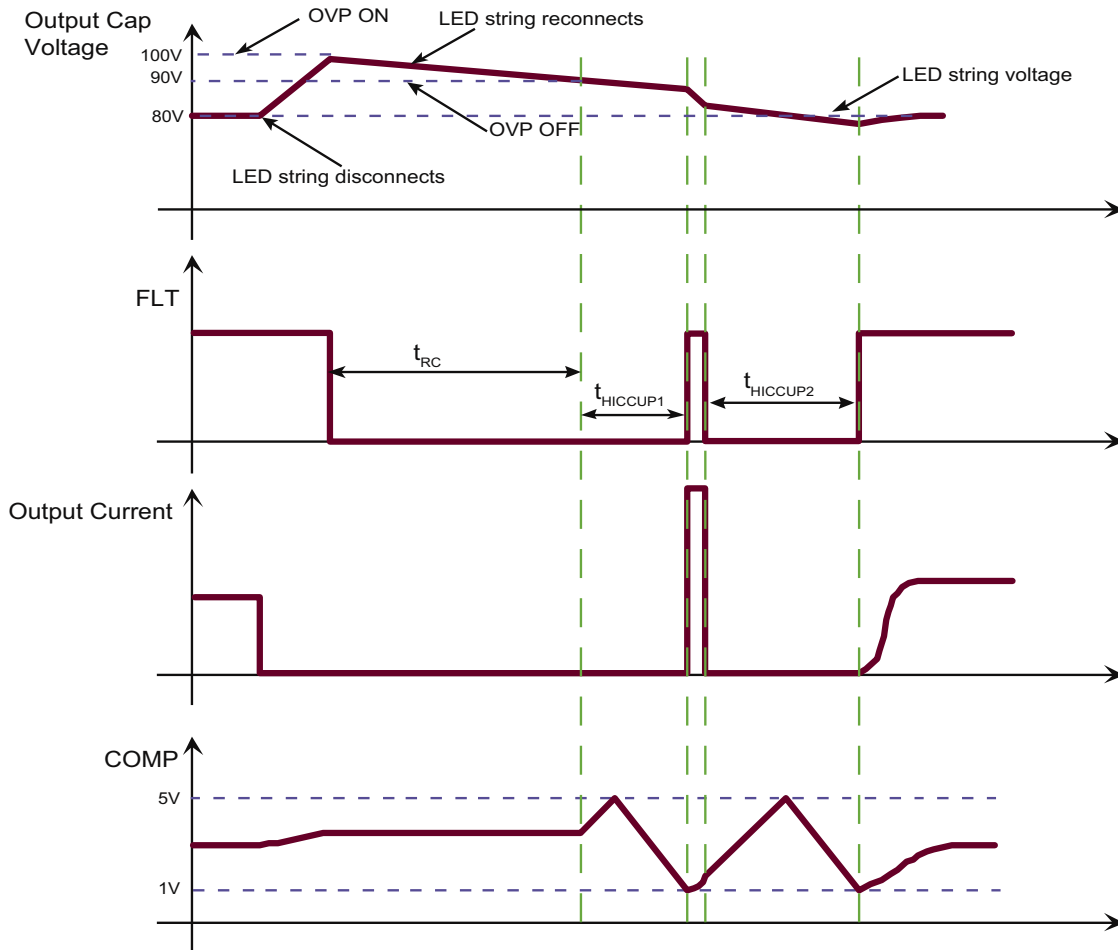 Output Cap
Voltage
OVP ON
LED string reconnects
100V
90V
80V
LED string voltage
OVP OFF
LED string disconnects
FLT
tRC
tHICCUP1
tHICCUP2
Output Current
COMP
5V
1V